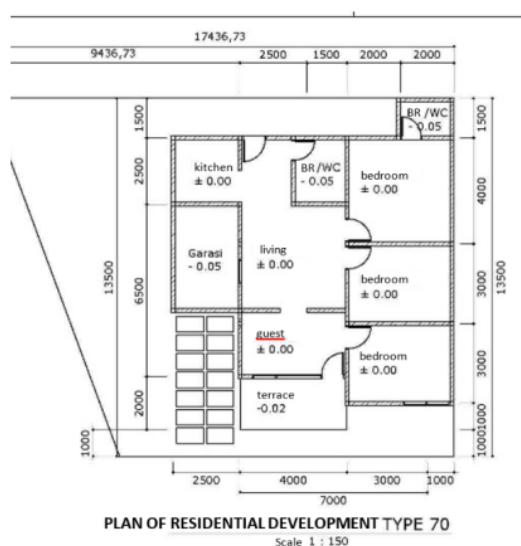 17436,73
9436,73
2500
1500
2000
2000
BR /WC
- 0.05
1500
1500
kitchen
± 0.00
BR /WC
- 0.05
bedroom
± 0.00
2500
4000
Garasi
- 0.05
living
± 0.00
bedroom
± 0.00
13500
6500
3000
13500
guest
± 0.00
bedroom
± 0.00
3000
terrace
-0.02
2000
1000
1000
1000
2500
4000
3000
1000
7000
PLAN OF RESIDENTIAL DEVELOPMENT TYPE 70
Scale 1 : 150